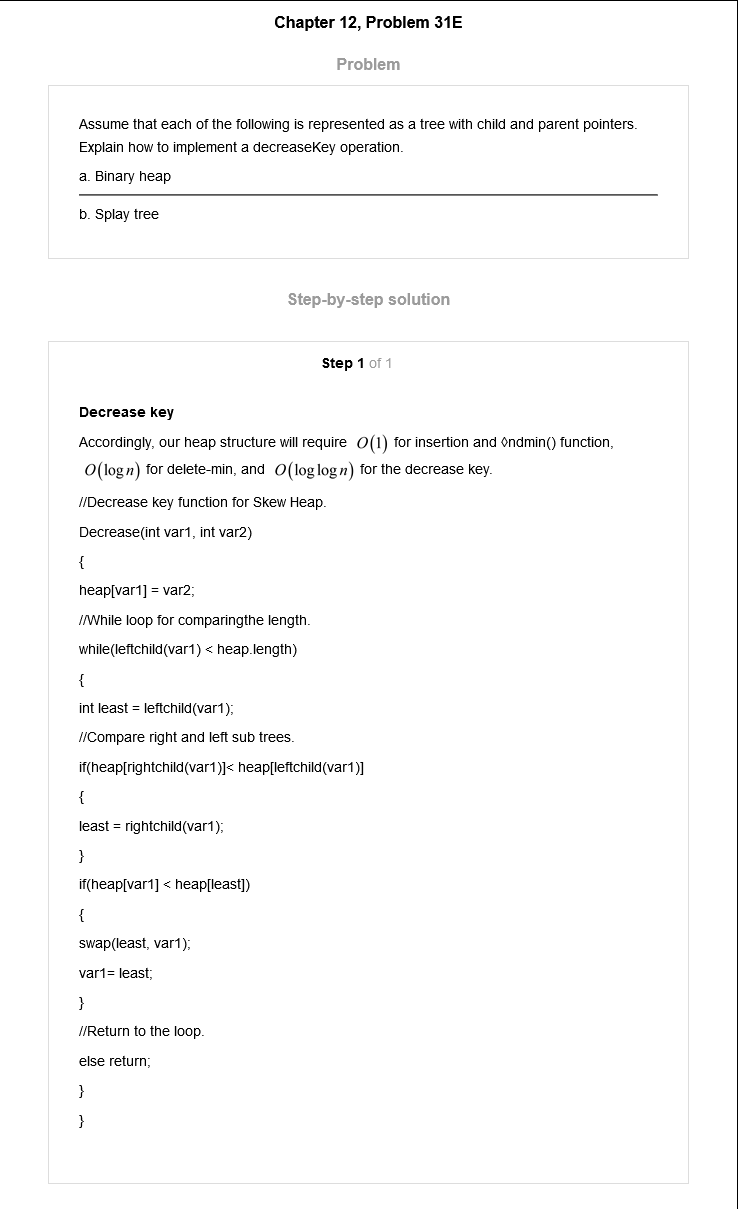 Chapter 12, Problem 31E
Problem
Assume that each of the following is represented as a tree with child and parent pointers.
Explain how to implement a decreaseKey operation.
a. Binary heap
b. Splay tree
Step-by-step solution
Step 1 of 1
Decrease key
Accordingly, our heap structure will require O(1) for insertion and ◊ndmin() function,
O(log n) for delete-min, and O(log log n) for the decrease key.
//Decrease key function for Skew Heap.
Decrease(int var1, int var2)
{
heap[var1] = var2;
//While loop for comparingthe length.
while(leftchild(var1) < heap.length)
{
int least = leftchild(var1);
//Compare right and left sub trees.
if(heap[rightchild(var1)]< heap[leftchild(var1)]
{
least = rightchild(var1);
}
if(heap[var1] < heap[least])
{
swap(least, var1);
var1= least;
}
//Return to the loop.
else return;
}
}